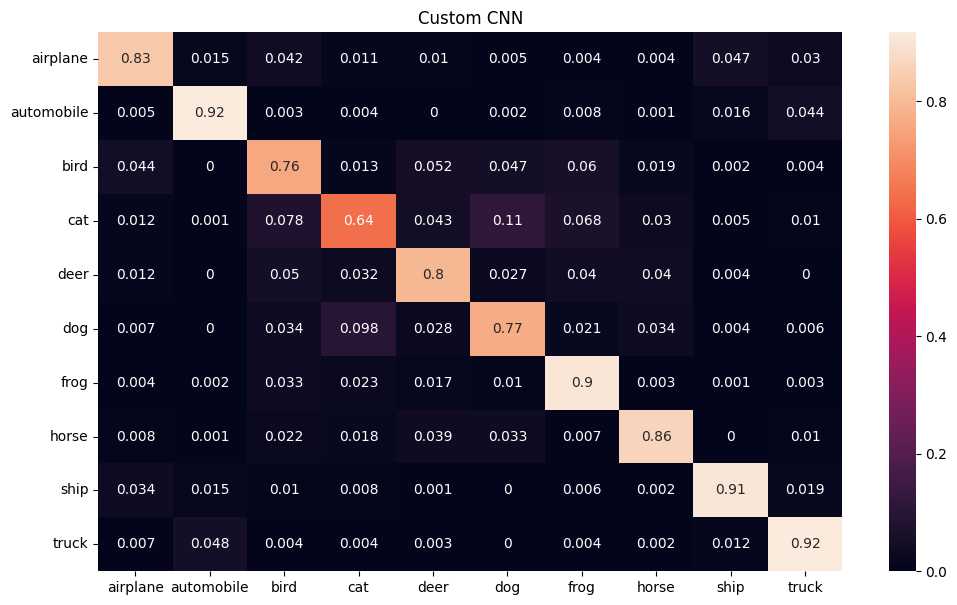 Custom CNN
airplane 0.83 0.015 0.042 0.011 0.01 0.005 0.004 0.004 0.047 0.03
automobile 0.005 0.92 0.003 0.004 0 0.002 0.008 0.001 0.016 0.044
bird 0.044 0 0.76 0.013 0.052 0.047 0.06 0.019 0.002 0.004
cat 0.012 0.001 0.078 0.64 0.043 0.11 0.068 0.03 0.005 0.01
deer 0.012 0 0.05 0.032 0.8 0.027 0.04 0.04 0.004 0
dog 0.007 0 0.034 0.098 0.028 0.77 0.021 0.034 0.004 0.006
frog 0.004 0.002 0.033 0.023 0.017 0.01 0.9 0.003 0.001 0.003
horse 0.008 0.001 0.022 0.018 0.039 0.033 0.007 0.86 0 0.01
ship 0.034 0.015 0.01 0.008 0.001 0 0.006 0.002 0.91 0.019
truck 0.007 0.048 0.004 0.004 0.003 0 0.004 0.002 0.012 0.92
airplane automobile bird cat deer dog frog horse ship truck
0.8
0.6
0.4
0.2
0.0